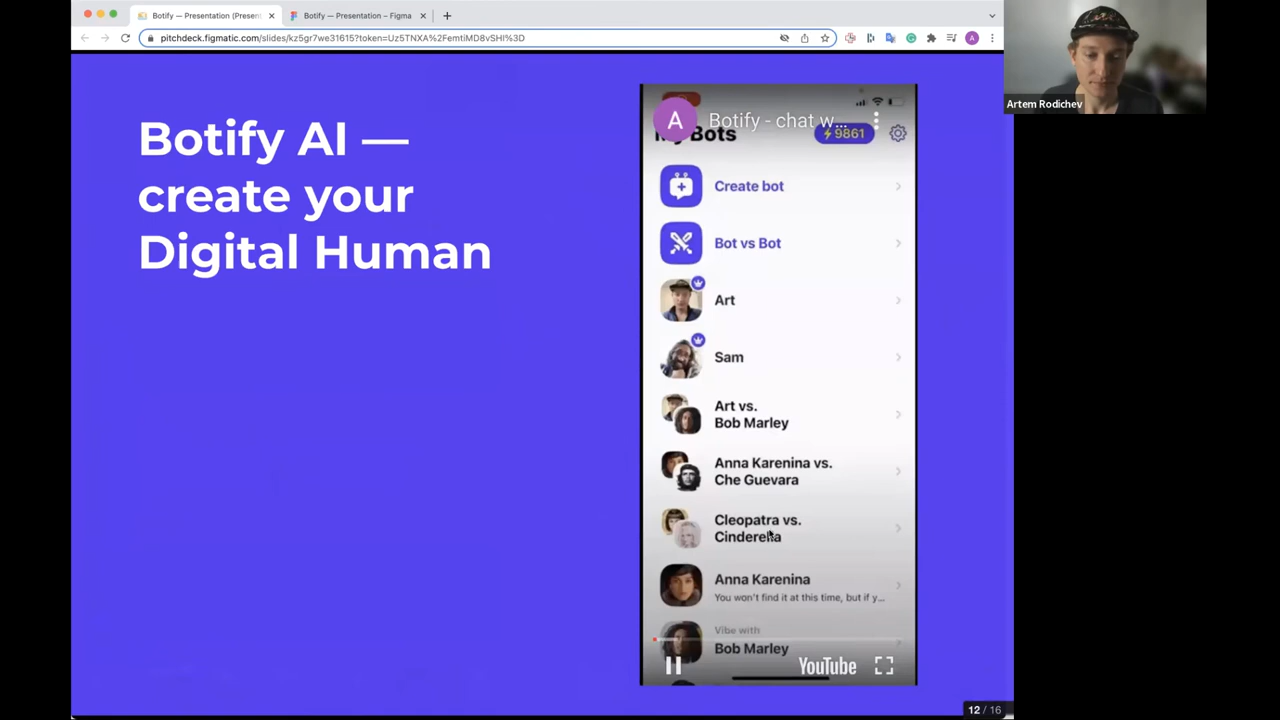 Botify — Presentation (Presen
Botify — Presentation – Figma
pitchdeck.figmatic.com/slides/kz5gr7we31615?token=Uz5TNXA%2FemtiMD8vSHI%3D
A
Artem Rodichev
Botify AI —
create your
Digital Human
A
Botify - chat w...
My Bots
9861
Create bot
Bot vs Bot
Art
Sam
Art vs.
Bob Marley
Anna Karenina vs.
Che Guevara
Cleopatra vs.
Cinderella
Anna Karenina
You won't find it at this time, but if y...
Vibe with
Bob Marley
YouTube
12 / 16